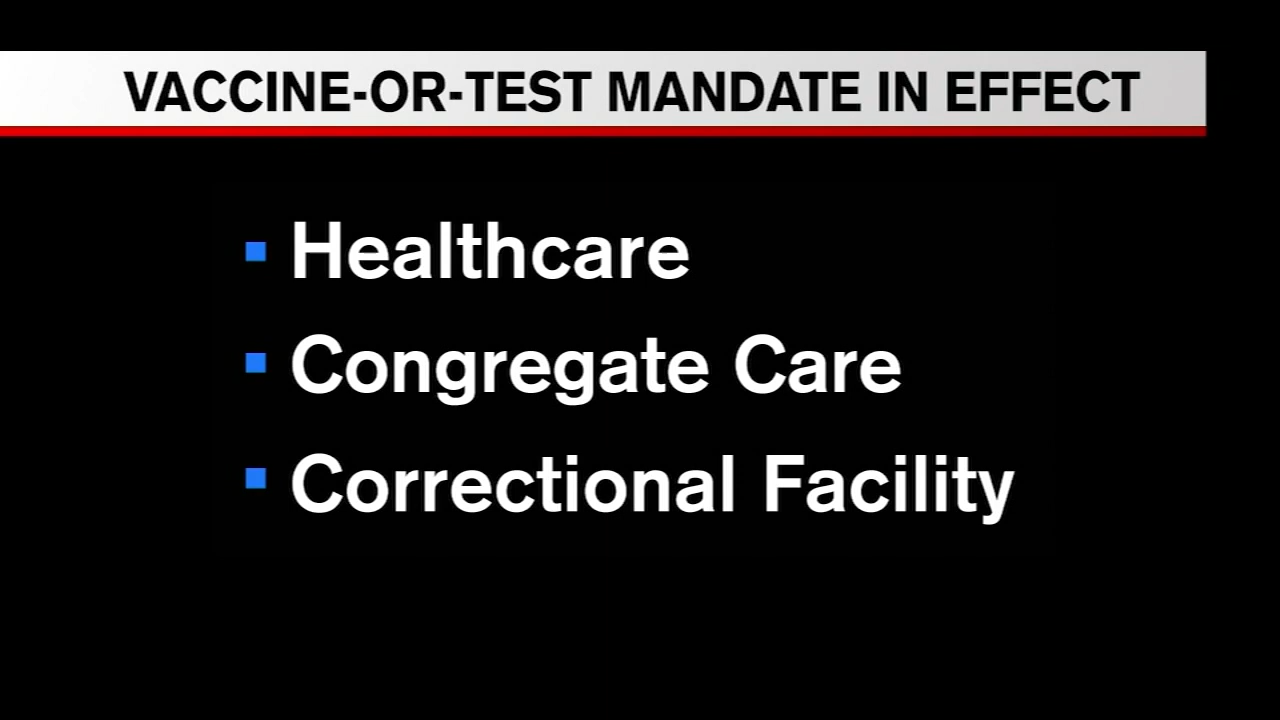 VACCINE-OR-TEST MANDATE IN EFFECT
Healthcare
Congregate Care
Correctional Facility